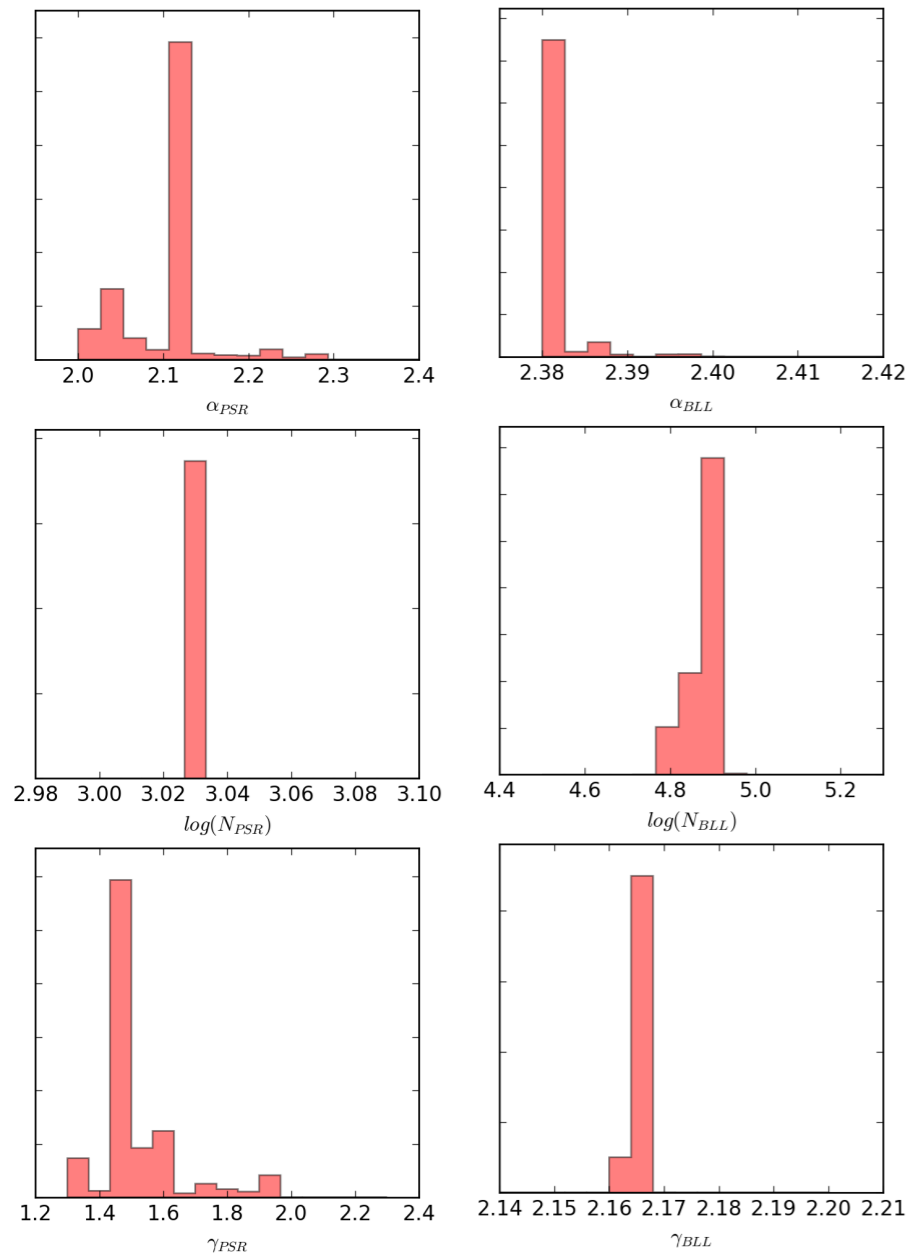 2.0 2.1 2.2 2.3 2.4
α_PSR
2.38 2.39 2.40 2.41 2.42
α_BLL
2.98 3.00 3.02 3.04 3.06 3.08 3.10
log(N_PSR)
4.4 4.6 4.8 5.0 5.2
log(N_BLL)
1.2 1.4 1.6 1.8 2.0 2.2 2.4
γ_PSR
2.14 2.15 2.16 2.17 2.18 2.19 2.20 2.21
γ_BLL